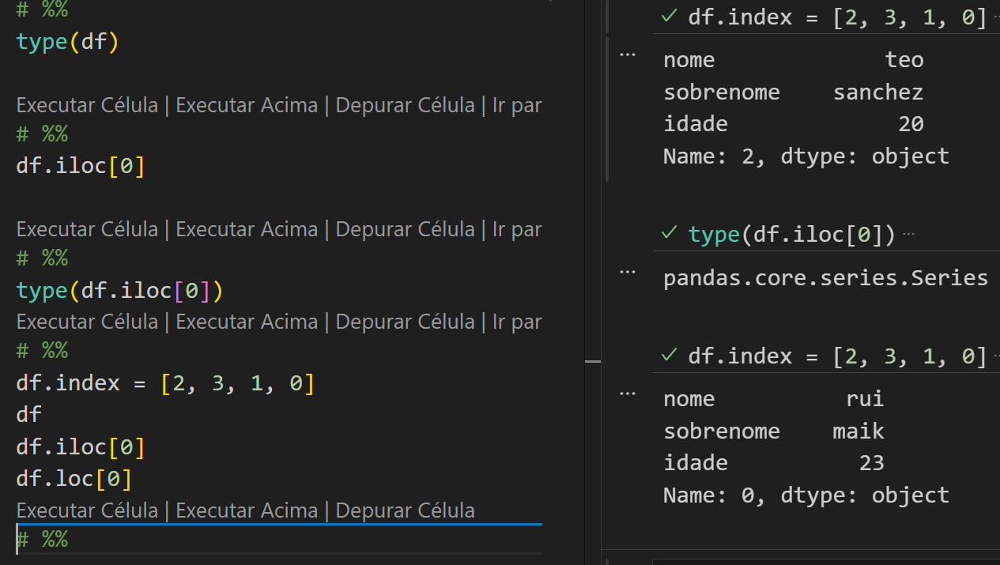 # %%
type(df)
Executar Célula | Executar Acima | Depurar Célula | Ir par
# %%
df.iloc[0]
Executar Célula | Executar Acima | Depurar Célula | Ir par
# %%
type(df.iloc[0])
Executar Célula | Executar Acima | Depurar Célula | Ir par
# %%
df.index = [2, 3, 1, 0]
df
df.iloc[0]
df.loc[0]
Executar Célula | Executar Acima | Depurar Célula
# %%
✓ df.index = [2, 3, 1, 0] ···
···
nome teo
sobrenome sanchez
idade 20
Name: 2, dtype: object
✓ type(df.iloc[0]) ···
···
pandas.core.series.Series
✓ df.index = [2, 3, 1, 0] ···
···
nome rui
sobrenome maik
idade 23
Name: 0, dtype: object